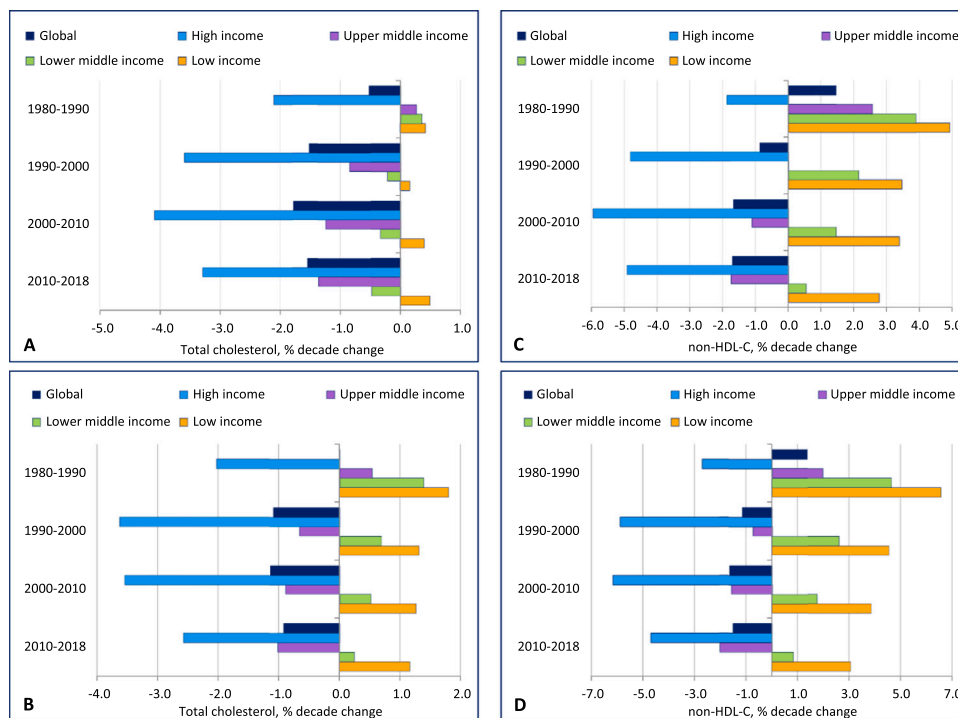 Global High income Upper middle income
Lower middle income Low income
1980-1990
1990-2000
2000-2010
2010-2018
-5.0 -4.0 -3.0 -2.0 -1.0 0.0 1.0
A Total cholesterol, % decade change
Global High income Upper middle income
Lower middle income Low income
1980-1990
1990-2000
2000-2010
2010-2018
-6.0 -5.0 -4.0 -3.0 -2.0 -1.0 0.0 1.0 2.0 3.0 4.0 5.0
C non-HDL-C, % decade change
Global High income Upper middle income
Lower middle income Low income
1980-1990
1990-2000
2000-2010
2010-2018
-4.0 -3.0 -2.0 -1.0 0.0 1.0 2.0
B Total cholesterol, % decade change
Global High income Upper middle income
Lower middle income Low income
1980-1990
1990-2000
2000-2010
2010-2018
-7.0 -5.0 -3.0 -1.0 1.0 3.0 5.0 7.0
D non-HDL-C, % decade change